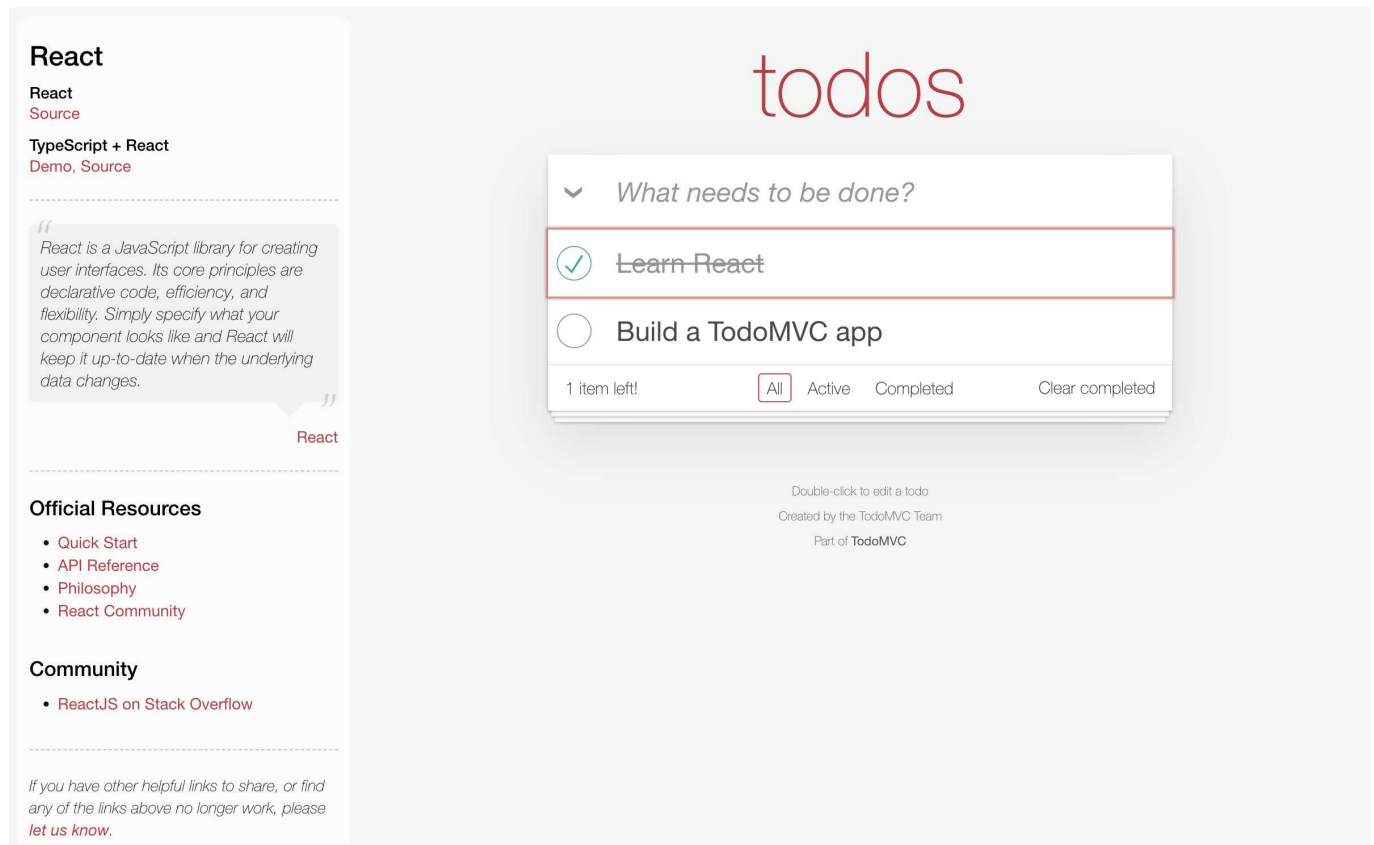 React
React
Source
TypeScript + React
Demo, Source
“
React is a JavaScript library for creating
user interfaces. Its core principles are
declarative code, efficiency, and
flexibility. Simply specify what your
component looks like and React will
keep it up-to-date when the underlying
data changes.
”
React
Official Resources
• Quick Start
• API Reference
• Philosophy
• React Community
Community
• ReactJS on Stack Overflow
If you have other helpful links to share, or find
any of the links above no longer work, please
let us know.
todos
What needs to be done?
Learn React
Build a TodoMVC app
1 item left!
All Active Completed
Clear completed
Double-click to edit a todo
Created by the TodoMVC Team
Part of TodoMVC